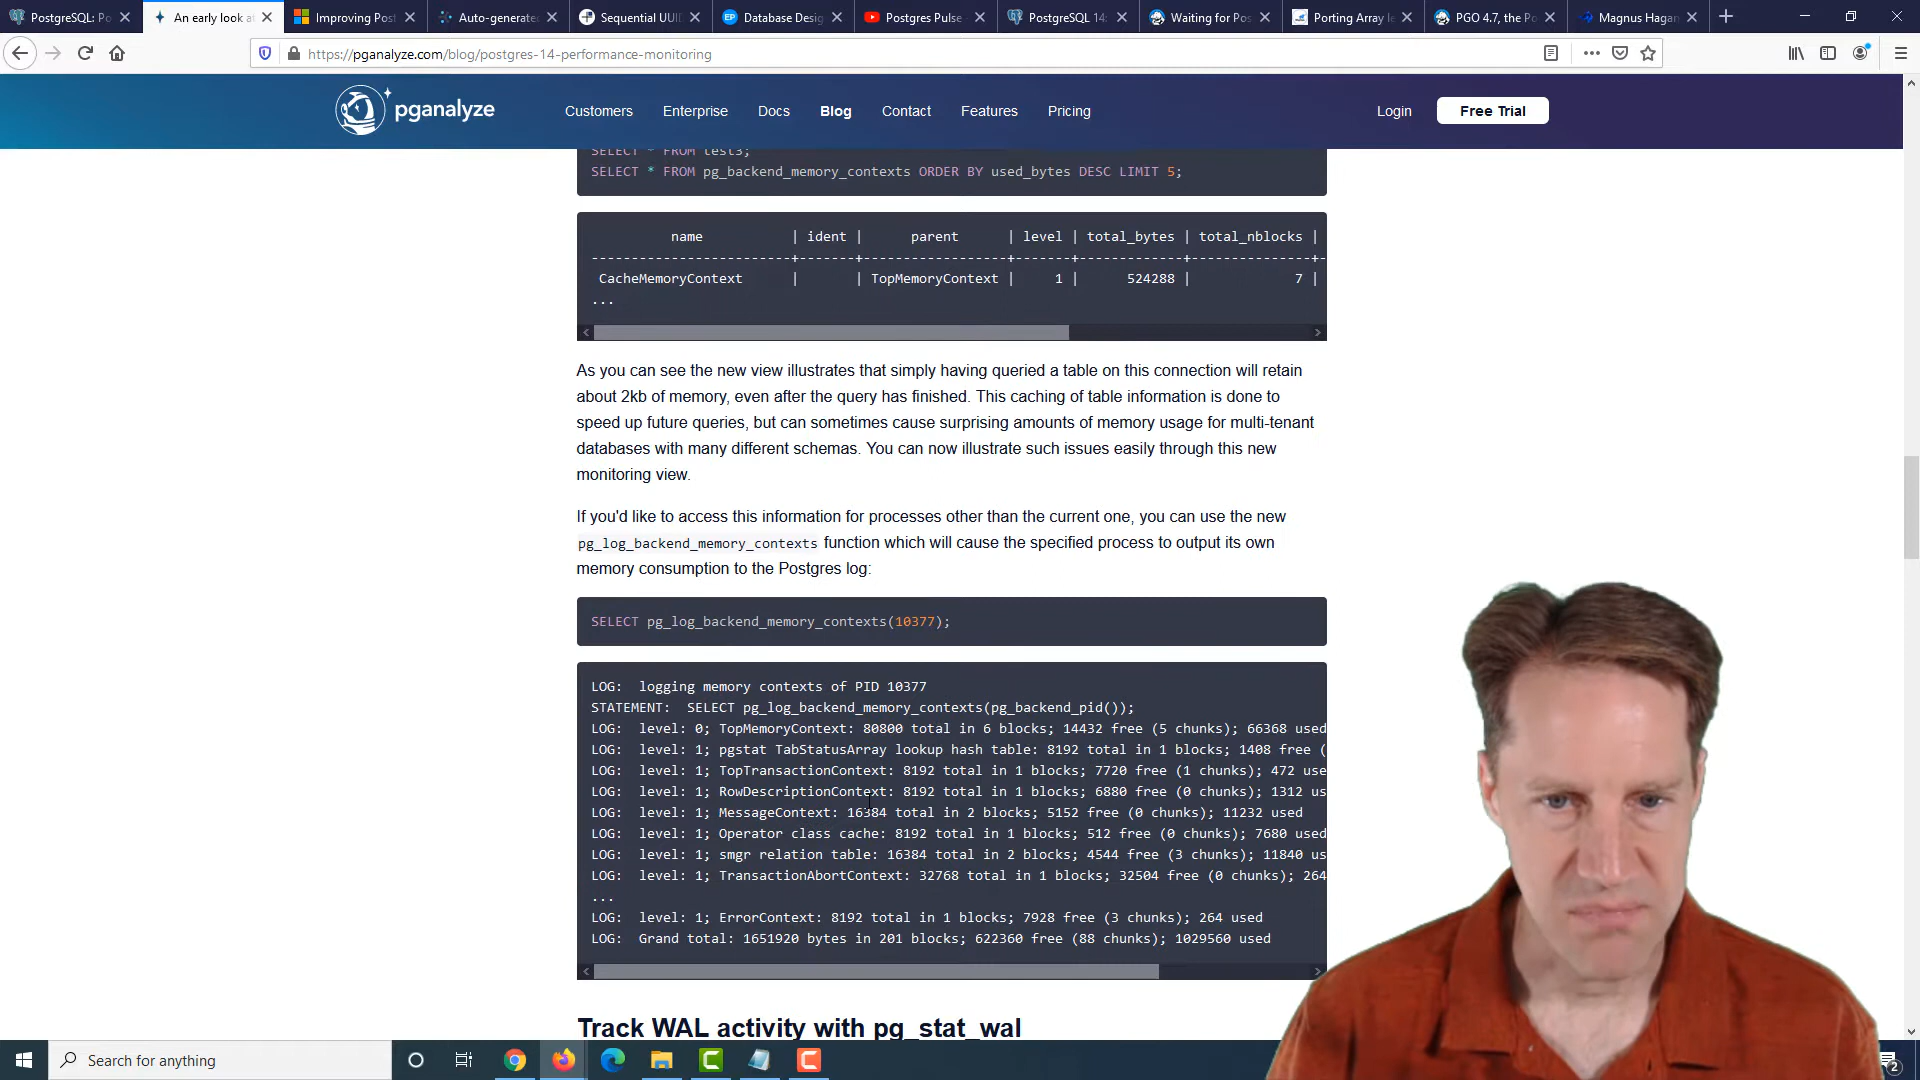 PostgreSQL: Po
An early look a
Improving Post
Auto-generate
Sequential UUI
Database Desig
Postgres Pulse
PostgreSQL 14:
Waiting for Pos
Porting Array le
PGO 4.7, the Po
Magnus Hagan
https://pganalyze.com/blog/postgres-14-performance-monitoring
pganalyze
Customers Enterprise Docs Blog Contact Features Pricing Login Free Trial
SELECT * FROM test3;
SELECT * FROM pg_backend_memory_contexts ORDER BY used_bytes DESC LIMIT 5;
name | ident | parent | level | total_bytes | total_nblocks |
-------------------------+-------+------------------+-------+-------------+---------------+-
CacheMemoryContext | | TopMemoryContext | 1 | 524288 | 7 |
...
As you can see the new view illustrates that simply having queried a table on this connection will retain
about 2kb of memory, even after the query has finished. This caching of table information is done to
speed up future queries, but can sometimes cause surprising amounts of memory usage for multi-tenant
databases with many different schemas. You can now illustrate such issues easily through this new
monitoring view.
If you'd like to access this information for processes other than the current one, you can use the new
pg_log_backend_memory_contexts function which will cause the specified process to output its own
memory consumption to the Postgres log:
SELECT pg_log_backend_memory_contexts(10377);
LOG: logging memory contexts of PID 10377
STATEMENT: SELECT pg_log_backend_memory_contexts(pg_backend_pid());
LOG: level: 0; TopMemoryContext: 80800 total in 6 blocks; 14432 free (5 chunks); 66368 used
LOG: level: 1; pgstat TabStatusArray lookup hash table: 8192 total in 1 blocks; 1408 free (
LOG: level: 1; TopTransactionContext: 8192 total in 1 blocks; 7720 free (1 chunks); 472 use
LOG: level: 1; RowDescriptionContext: 8192 total in 1 blocks; 6880 free (0 chunks); 1312 us
LOG: level: 1; MessageContext: 16384 total in 2 blocks; 5152 free (0 chunks); 11232 used
LOG: level: 1; Operator class cache: 8192 total in 1 blocks; 512 free (0 chunks); 7680 used
LOG: level: 1; smgr relation table: 16384 total in 2 blocks; 4544 free (3 chunks); 11840 us
LOG: level: 1; TransactionAbortContext: 32768 total in 1 blocks; 32504 free (0 chunks); 264
...
LOG: level: 1; ErrorContext: 8192 total in 1 blocks; 7928 free (3 chunks); 264 used
LOG: Grand total: 1651920 bytes in 201 blocks; 622360 free (88 chunks); 1029560 used
Track WAL activity with pg_stat_wal
Search for anything
2